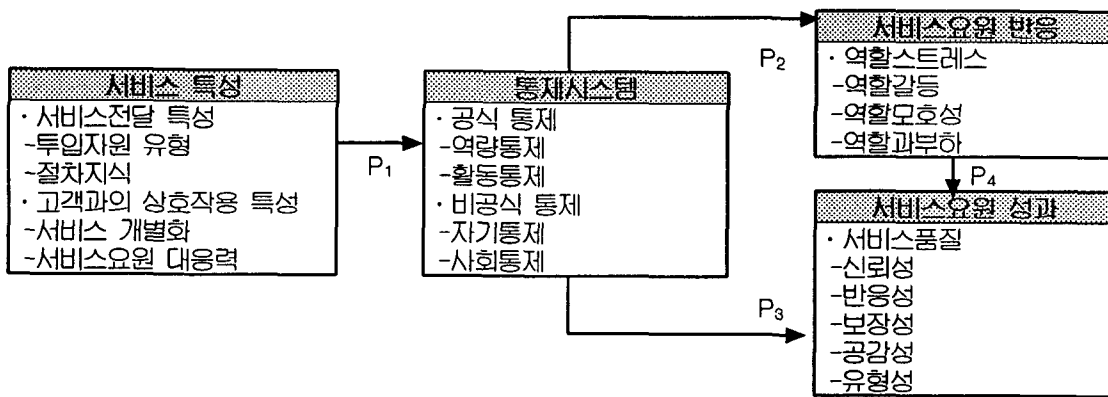 서비스 특성
· 서비스전달 특성
-투입자원 유형
-절차지식
· 고객과의 상호작용 특성
-서비스 개별화
-서비스요원 대응력
P₁
통제시스템
· 공식 통제
-역량통제
-활동통제
· 비공식 통제
-자기통제
-사회통제
P₂
서비스요원 반응
· 역할스트레스
-역할갈등
-역할모호성
-역할과부하
P₄
P₃
서비스요원 성과
· 서비스품질
-신뢰성
-반응성
-보장성
-공감성
-유형성